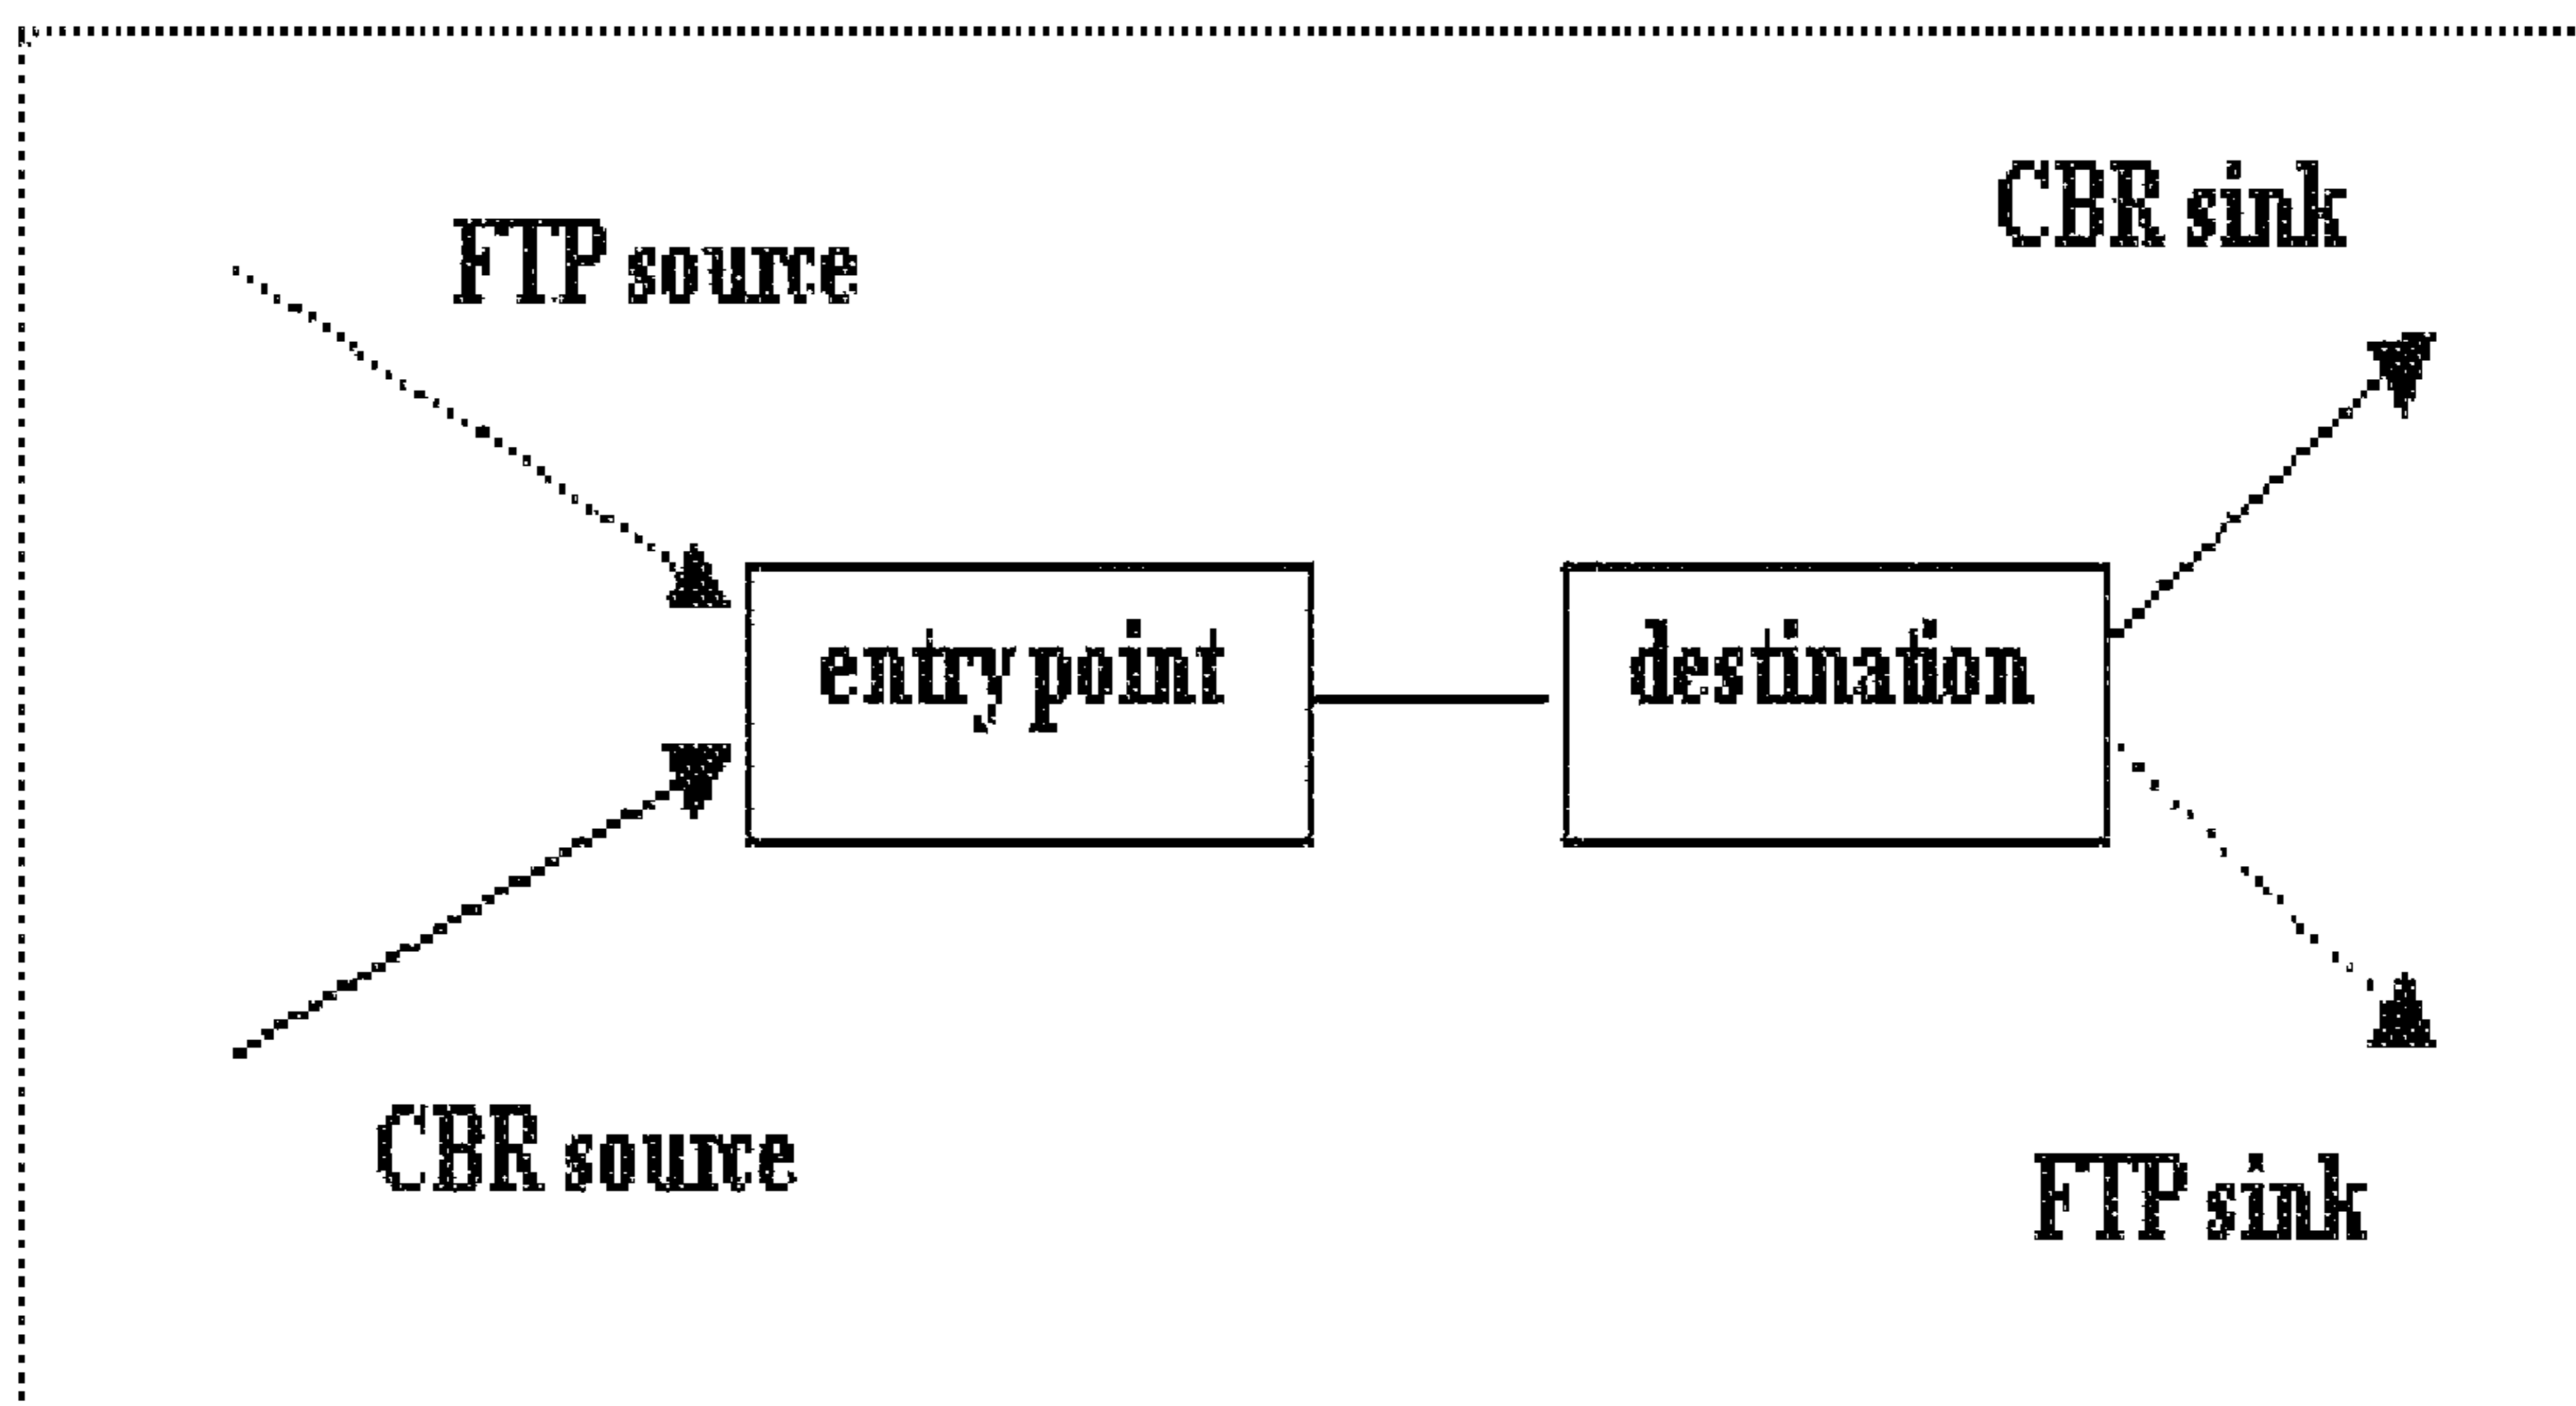 CBR sink
FTP source
entry point
destination
CBR source
FTP sink